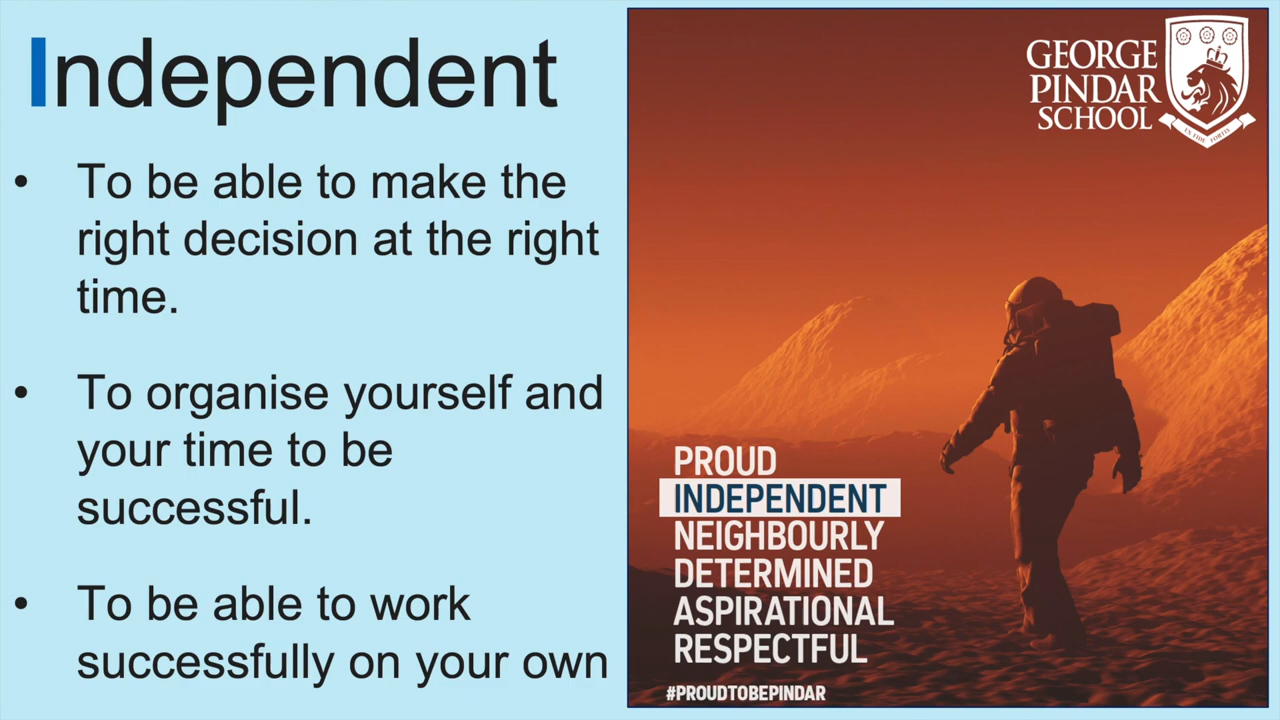 Independent
• To be able to make the
right decision at the right
time.
• To organise yourself and
your time to be
successful.
• To be able to work
successfully on your own
GEORGE
PINDAR
SCHOOL
PROUD
INDEPENDENT
NEIGHBOURLY
DETERMINED
ASPIRATIONAL
RESPECTFUL
#PROUDTOBEPINDAR